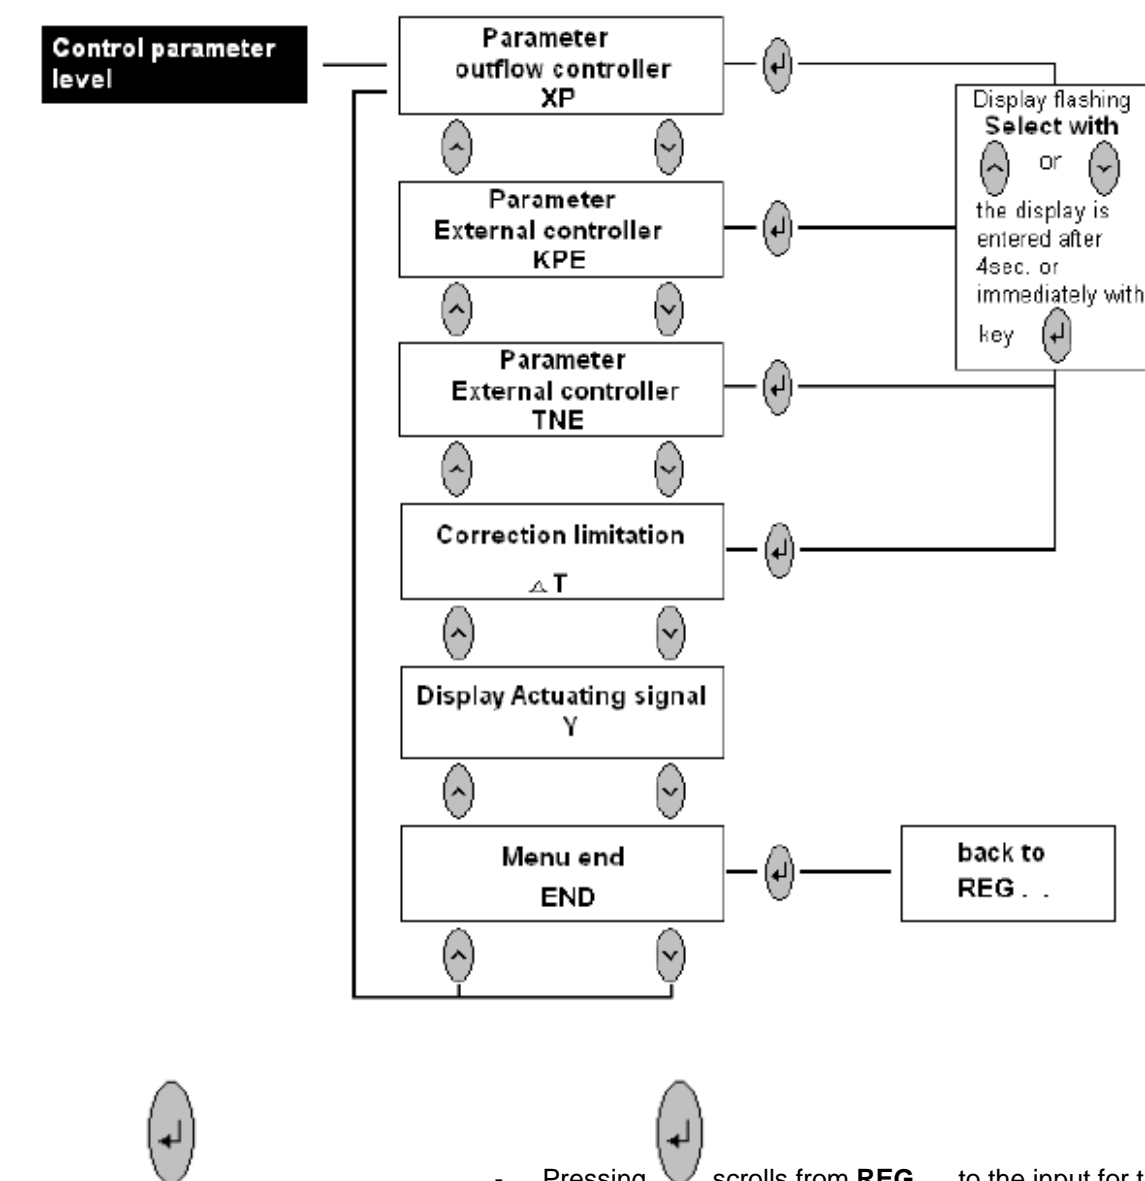 Control parameter
level
Parameter
outflow controller
XP
Display flashing
Select with
or
the display is
entered after
4sec. or
immediately with
key
Parameter
External controller
KPE
Parameter
External controller
TNE
Correction limitation
⊿ T
Display Actuating signal
Y
Menu end
END
back to
REG . .
- Pressing scrolls from REG to the input for